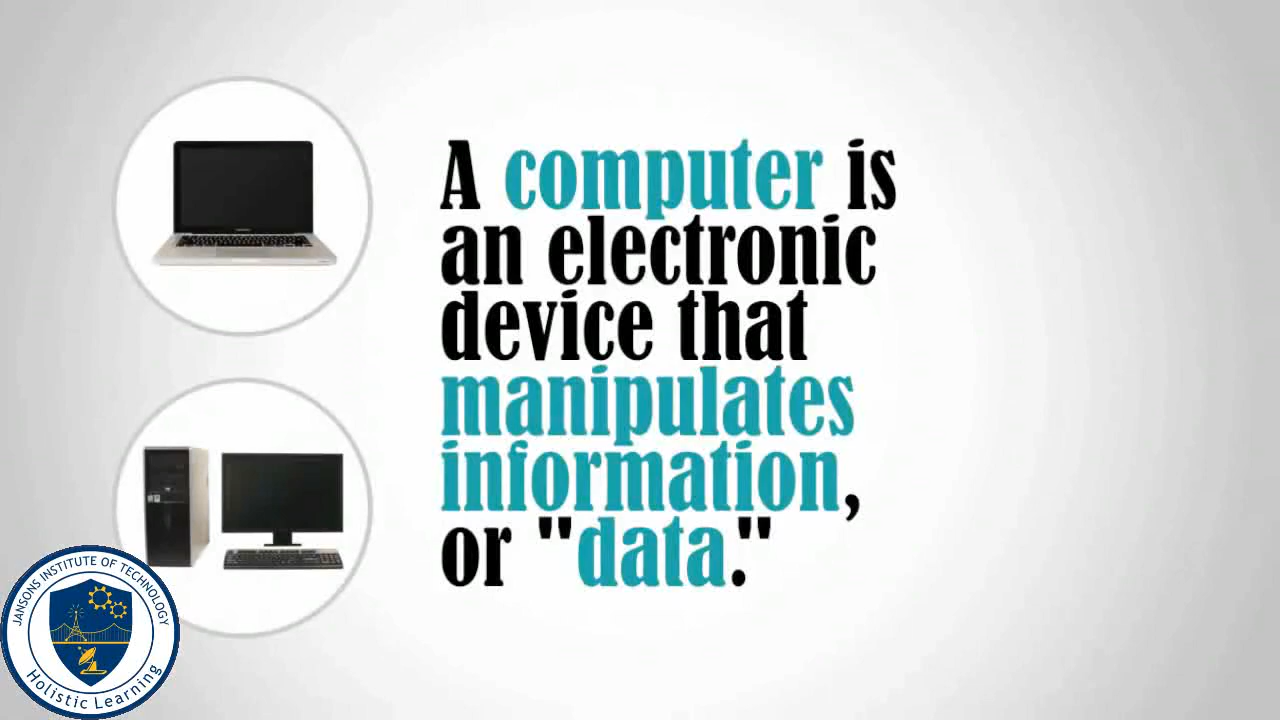 A computer is
an electronic
device that
manipulates
information,
or "data."
JANSONS INSTITUTE OF TECHNOLOGY
Holistic Learning